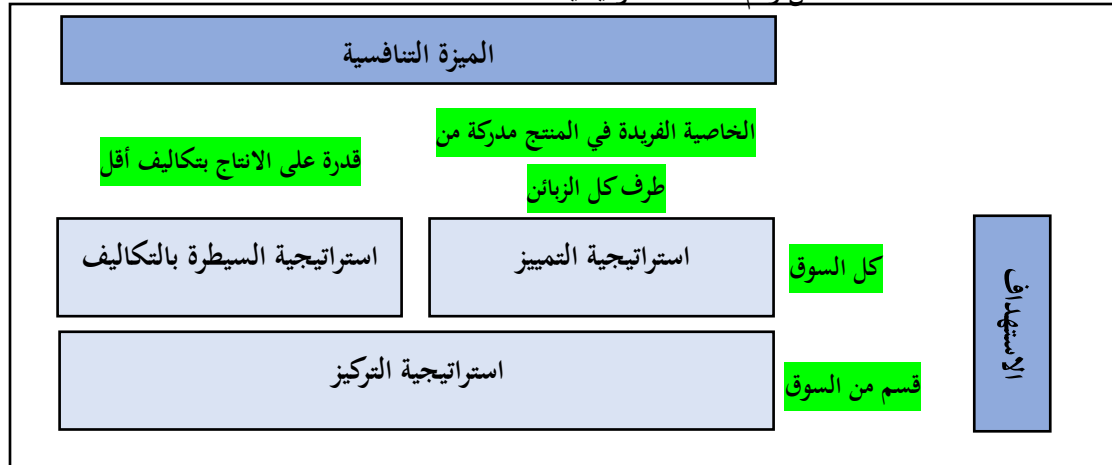 الميزة التنافسية
الخاصية الفريدة في المنتج مدركة من
طرف كل الزبائن
قدرة على الانتاج بتكاليف أقل
الاستهداف
كل السوق
استراتيجية التمييز
استراتيجية السيطرة بالتكاليف
قسم من السوق
استراتيجية التركيز